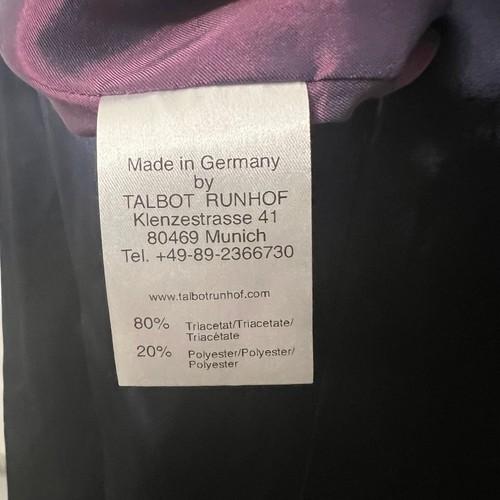 Made in Germany
by
TALBOT RUNHOF
Klenzestrasse 41
80469 Munich
Tel. +49-89-2366730
www.talbotrunhof.com
80% Triacetat/Triacetate/
Triacétate
20% Polyester/Polyester/
Polyester